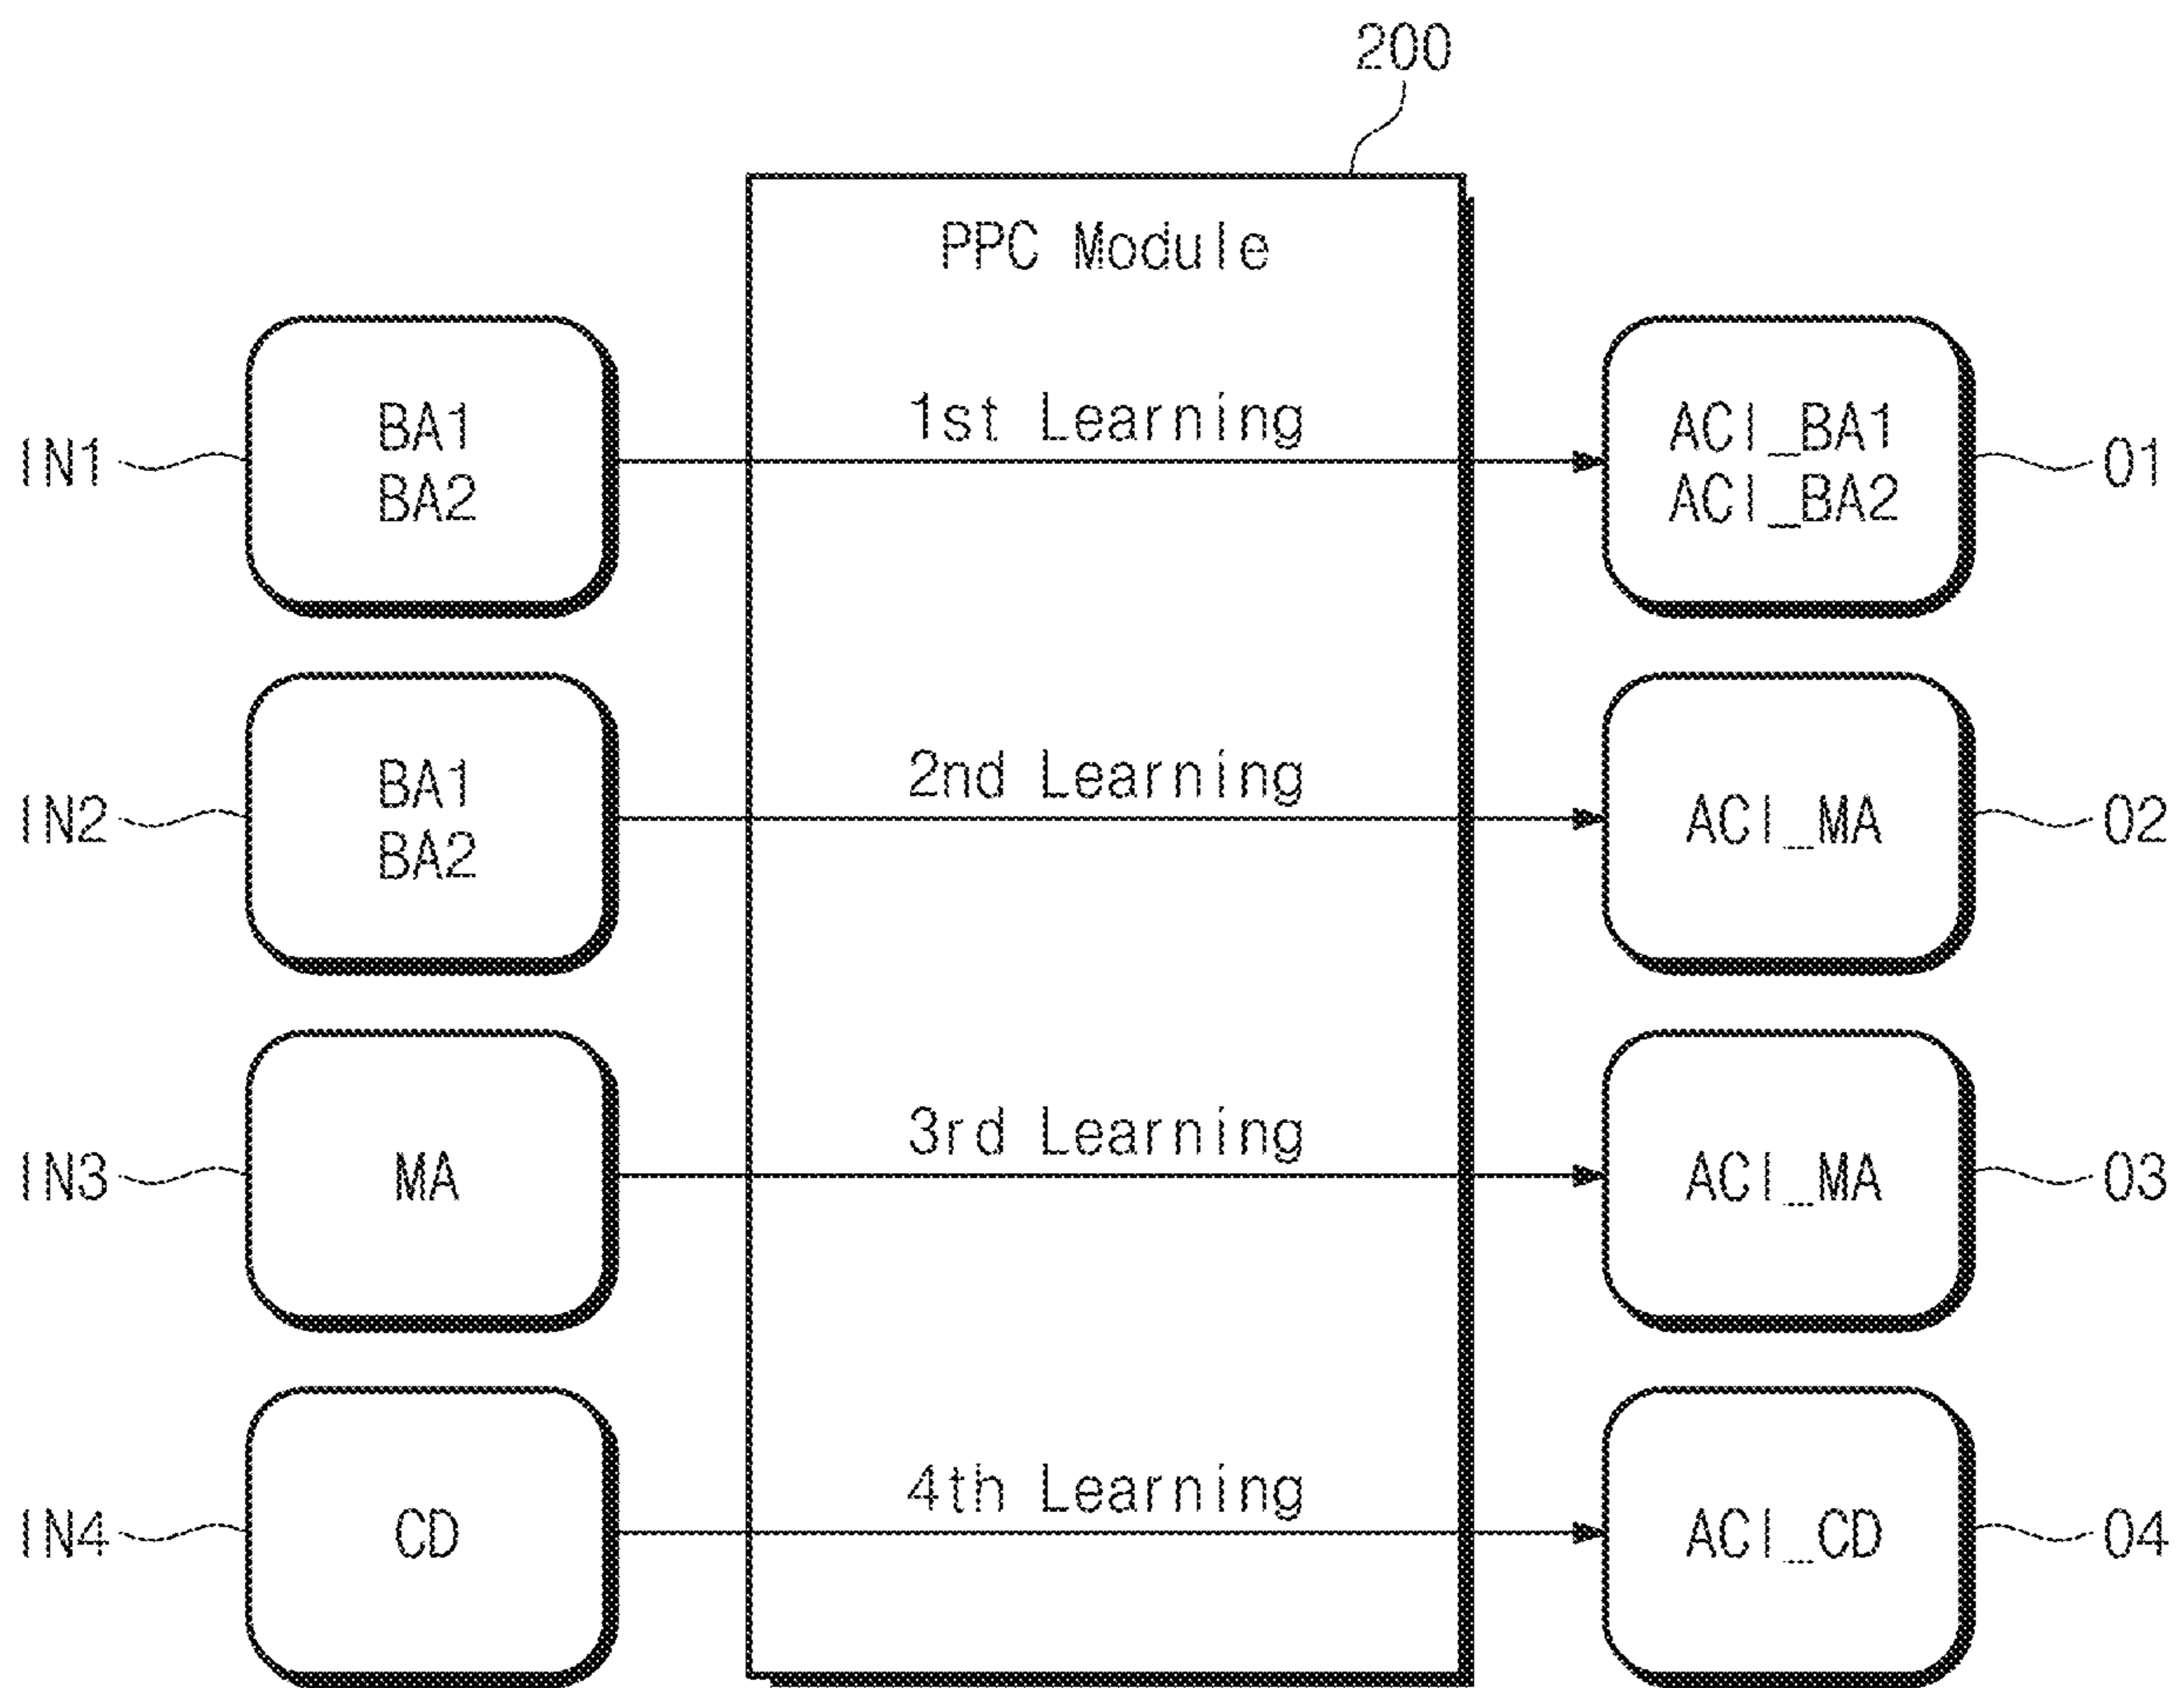 200
PPC Module
IN1
BA1
BA2
1st Learning
ACI_BA1
ACI_BA2
O1
IN2
BA1
BA2
2nd Learning
ACI_MA
O2
IN3
MA
3rd Learning
ACI_MA
O3
IN4
CD
4th Learning
ACI_CD
O4